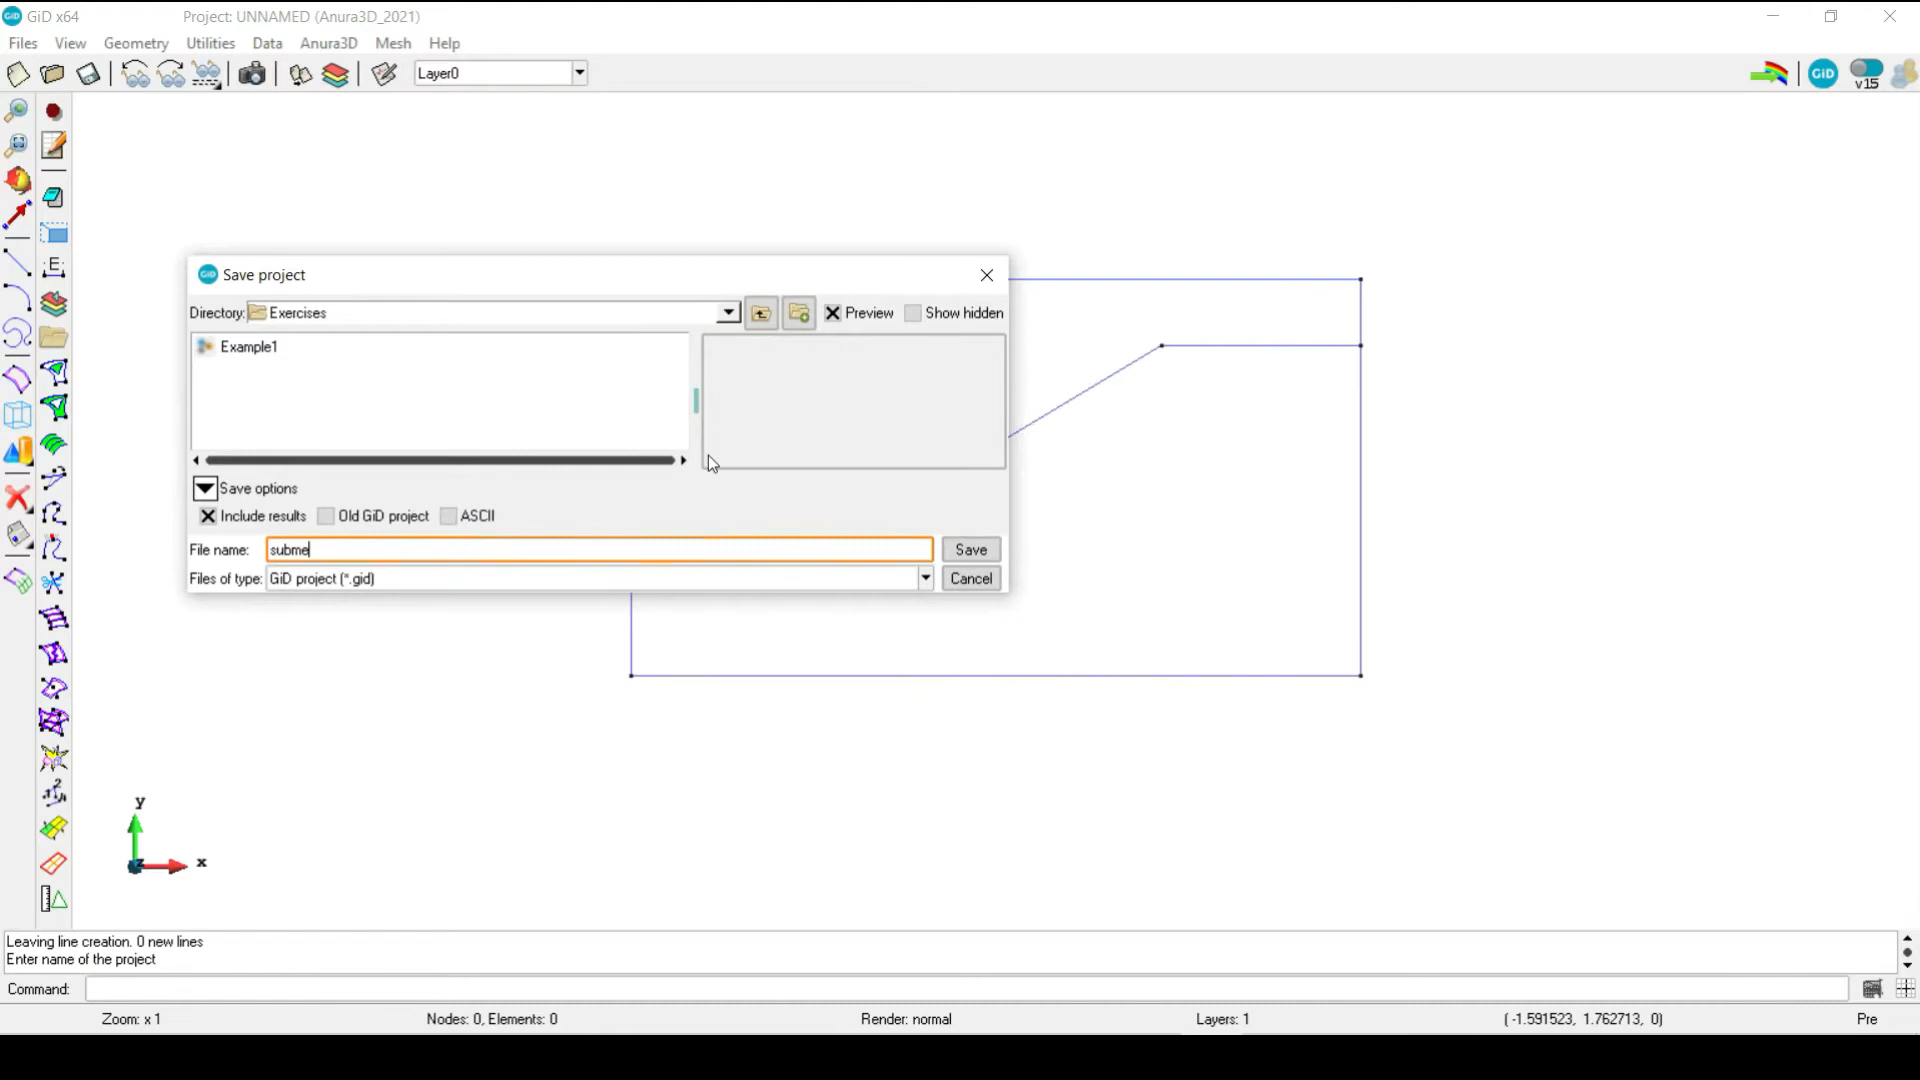 GiD x64 Project: UNNAMED (Anura3D_2021)
Files View Geometry Utilities Data Anura3D Mesh Help
Layer0
GiD
v15
Save project
Directory: Exercises
Preview
Show hidden
Example1
Save options
Include results
Old GiD project
ASCII
File name: subme
Save
Files of type: GiD project (*.gid)
Cancel
y
z
x
Leaving line creation. 0 new lines
Enter name of the project
Command:
Zoom: x 1
Nodes: 0, Elements: 0
Render: normal
Layers: 1
( -1.591523, 1.762713, 0)
Pre